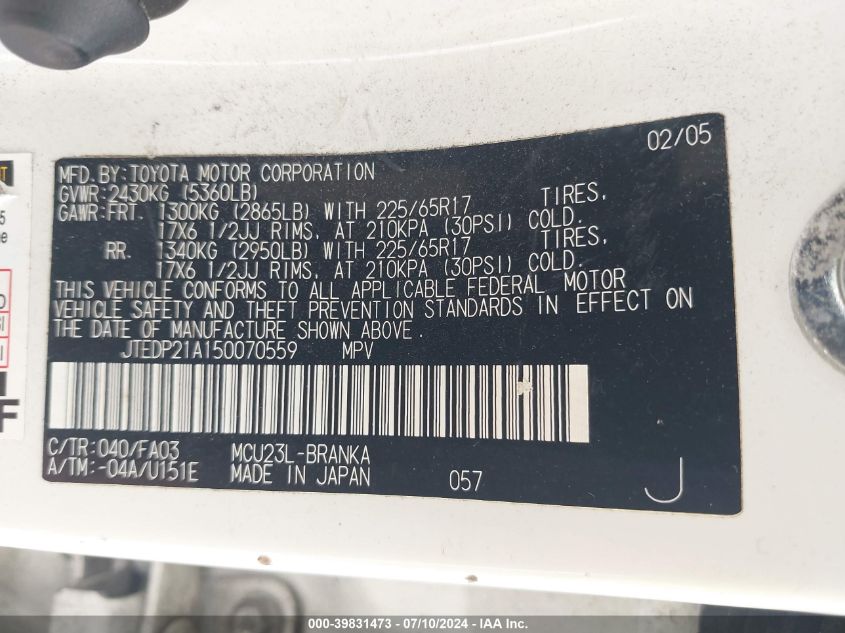 02/05
MFD.BY:TOYOTA MOTOR CORPORATION
GVWR:2430KG (5360LB)
GAWR:FRT. 1300KG (2865LB) WITH 225/65R17 TIRES,
17X6 1/2JJ RIMS, AT 210KPA (30PSI) COLD.
RR. 1340KG (2950LB) WITH 225/65R17 TIRES,
17X6 1/2JJ RIMS, AT 210KPA (30PSI) COLD.
THIS VEHICLE CONFORMS TO ALL APPLICABLE FEDERAL MOTOR
VEHICLE SAFETY AND THEFT PREVENTION STANDARDS IN EFFECT ON
THE DATE OF MANUFACTURE SHOWN ABOVE.
JTEDP21A150070559 MPV
C/TR:040/FA03 MCU23L-BRANKA
A/TM:-04A/U151E MADE IN JAPAN 057 J
000-39831473 - 07/10/2024 - IAA Inc.